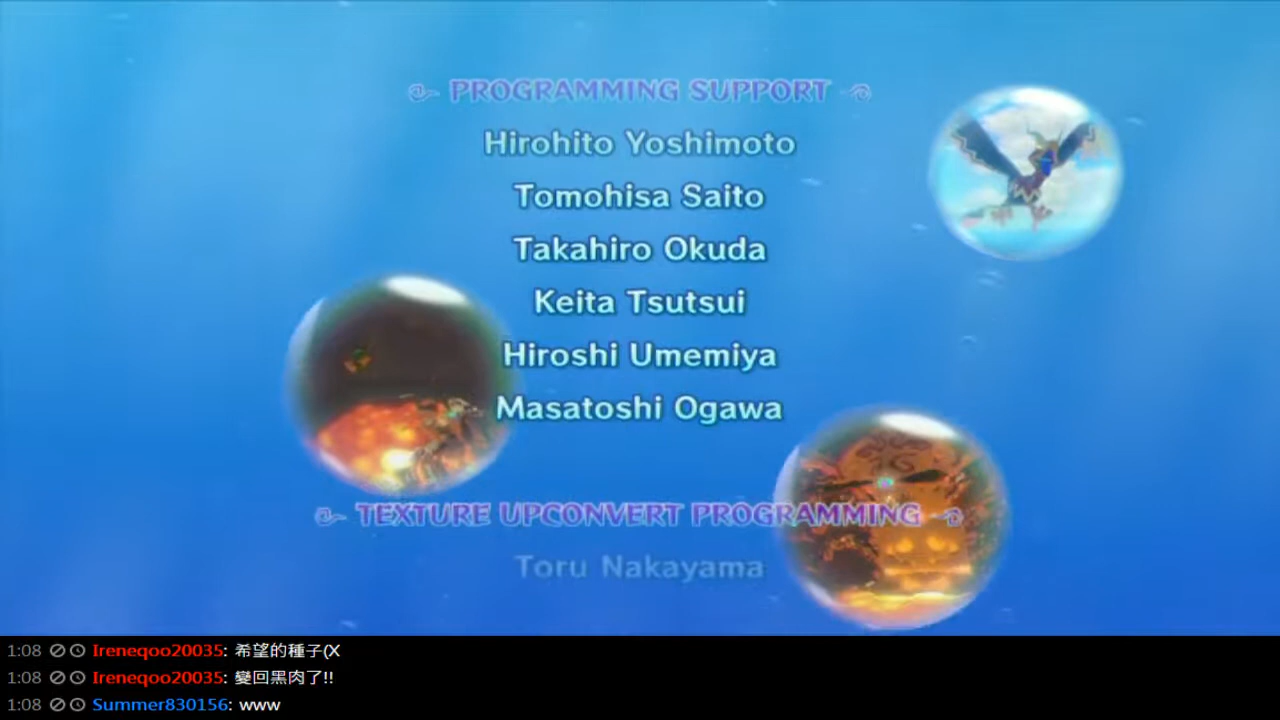 PROGRAMMING SUPPORT
Hirohito Yoshimoto
Tomohisa Saito
Takahiro Okuda
Keita Tsutsui
Hiroshi Umemiya
Masatoshi Ogawa
TEXTURE UPCONVERT PROGRAMMING
Toru Nakayama
1:08 Ireneqoo20035: 希望的種子(X
1:08 Ireneqoo20035: 變回黑肉了!!
1:08 Summer830156: www